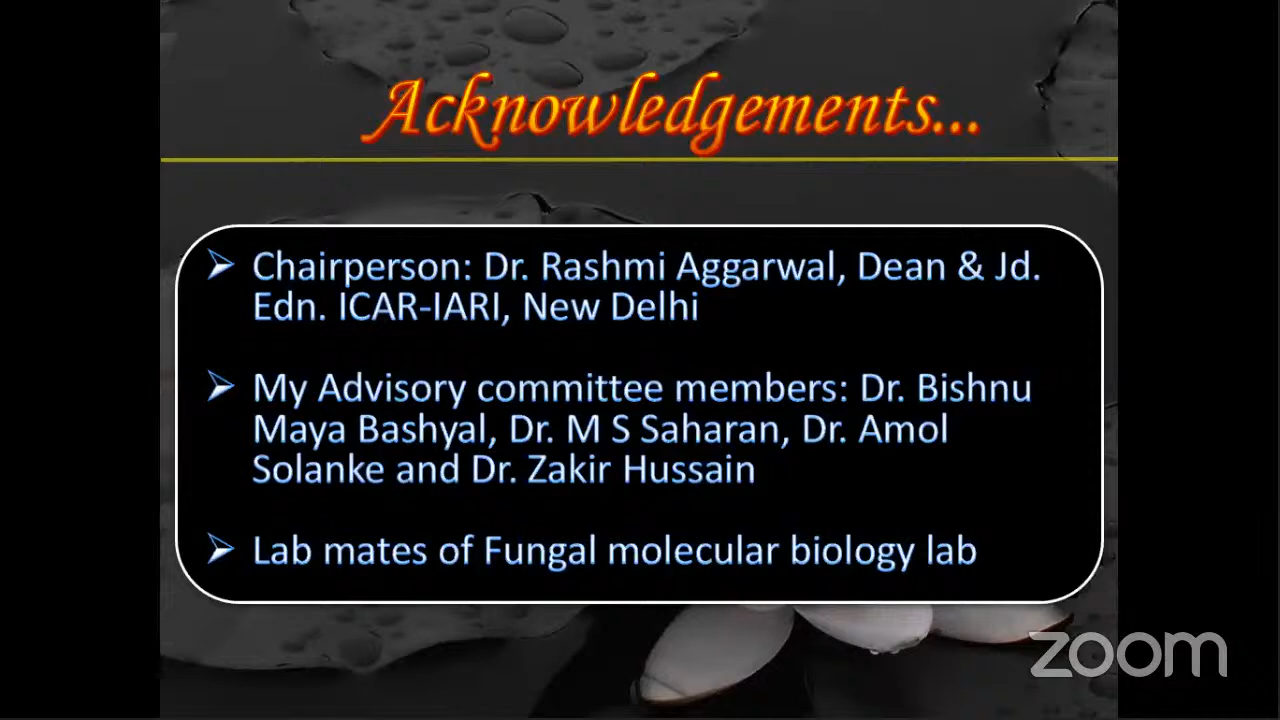 Acknowledgements...
Chairperson: Dr. Rashmi Aggarwal, Dean & Jd.
Edn. ICAR-IARI, New Delhi
My Advisory committee members: Dr. Bishnu
Maya Bashyal, Dr. M S Saharan, Dr. Amol
Solanke and Dr. Zakir Hussain
Lab mates of Fungal molecular biology lab
zoom